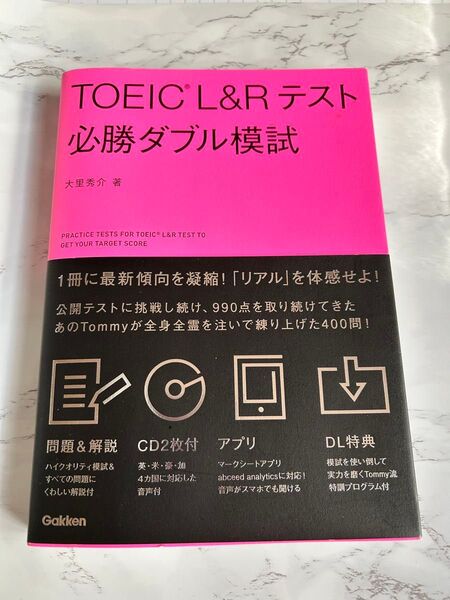 TOEIC® L&R テスト
必勝ダブル模試
大里秀介 著
PRACTICE TESTS FOR TOEIC® L&R TEST TO
GET YOUR TARGET SCORE
1冊に最新傾向を凝縮!「リアル」を体感せよ!
公開テストに挑戦し続け、990点を取り続けてきた
あのTommyが全身全霊を注いで練り上げた400問!
問題&解説
ハイクオリティ模試&
すべての問題に
くわしい解説付
CD2枚付
英・米・豪・加
4カ国に対応した
音声付
アプリ
マークシートアプリ
abceed analyticsに対応!
音声がスマホでも聞ける
DL特典
模試を使い倒して
実力を磨くTommy流
特訓プログラム付
Gakken